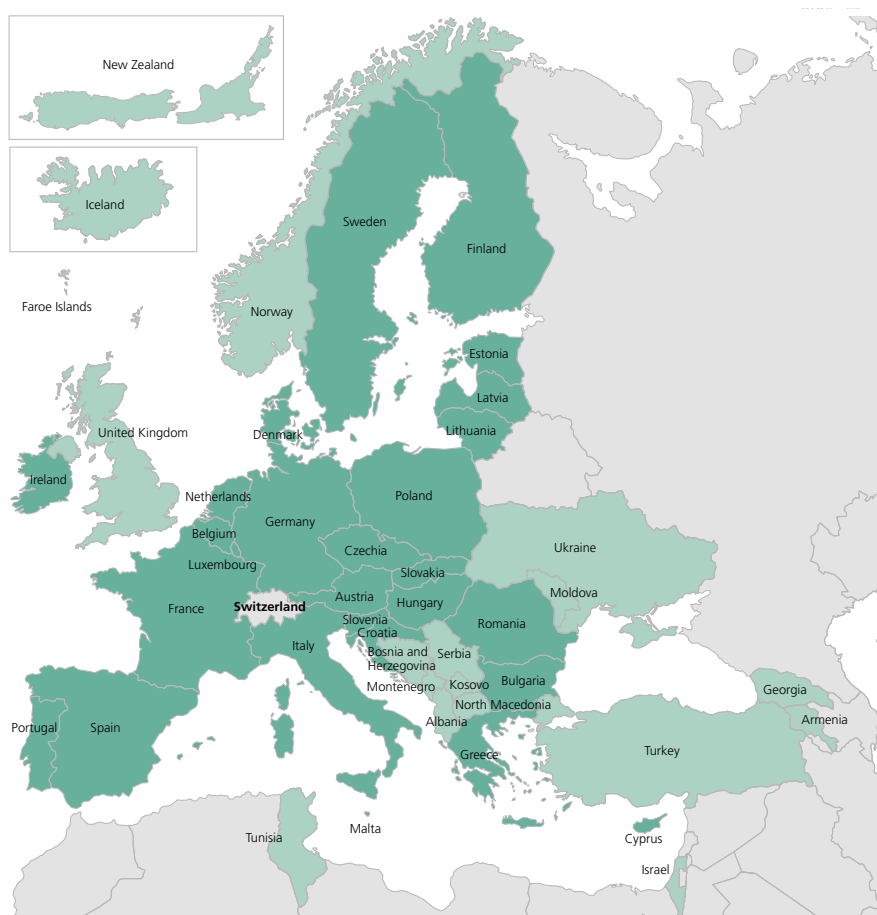 New Zealand
Iceland
Sweden
Finland
Faroe Islands
Norway
Estonia
Latvia
United Kingdom
Denmark
Lithuania
Ireland
Netherlands
Poland
Germany
Belgium
Ukraine
Czechia
Luxembourg
Slovakia
Moldova
Austria
France
Switzerland
Hungary
Slovenia
Romania
Croatia
Italy
Bosnia and
Herzegovina
Serbia
Montenegro
Kosovo
Bulgaria
Georgia
North Macedonia
Albania
Armenia
Portugal
Spain
Greece
Turkey
Malta
Tunisia
Cyprus
Israel